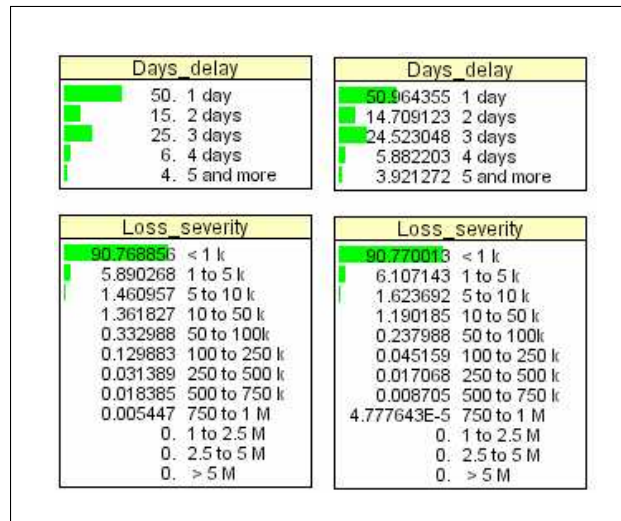 Days_delay
50. 1 day
15. 2 days
25. 3 days
6. 4 days
4. 5 and more
Days_delay
50.964355 1 day
14.709123 2 days
24.523048 3 days
5.882203 4 days
3.921272 5 and more
Loss_severity
90.768856 < 1 k
5.890268 1 to 5 k
1.460957 5 to 10 k
1.361827 10 to 50 k
0.332988 50 to 100k
0.129883 100 to 250 k
0.031389 250 to 500 k
0.018385 500 to 750 k
0.005447 750 to 1 M
0. 1 to 2.5 M
0. 2.5 to 5 M
0. > 5 M
Loss_severity
90.770013 < 1 k
6.107143 1 to 5 k
1.623692 5 to 10 k
1.190185 10 to 50 k
0.237988 50 to 100k
0.045159 100 to 250 k
0.017068 250 to 500 k
0.008705 500 to 750 k
4.777643E-5 750 to 1 M
0. 1 to 2.5 M
0. 2.5 to 5 M
0. > 5 M